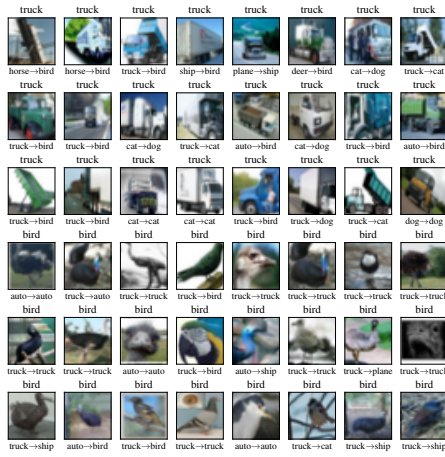 truck truck truck truck truck truck truck truck
horse→bird horse→bird truck→bird ship→bird plane→ship deer→bird cat→dog truck→cat
truck truck truck truck truck truck truck truck
truck→bird truck→bird cat→dog truck→cat auto→bird cat→dog truck→bird auto→bird
truck truck truck truck truck truck truck truck
truck→bird truck→bird cat→cat cat→cat truck→bird truck→dog truck→cat dog→dog
bird bird bird bird bird bird bird bird
auto→auto truck→auto truck→truck truck→bird truck→truck truck→truck truck→truck truck→truck
bird bird bird bird bird bird bird bird
truck→truck truck→truck auto→auto truck→bird auto→ship truck→truck truck→plane truck→truck
bird bird bird bird bird bird bird bird
truck→ship auto→bird truck→bird truck→truck auto→auto truck→cat truck→ship truck→ship